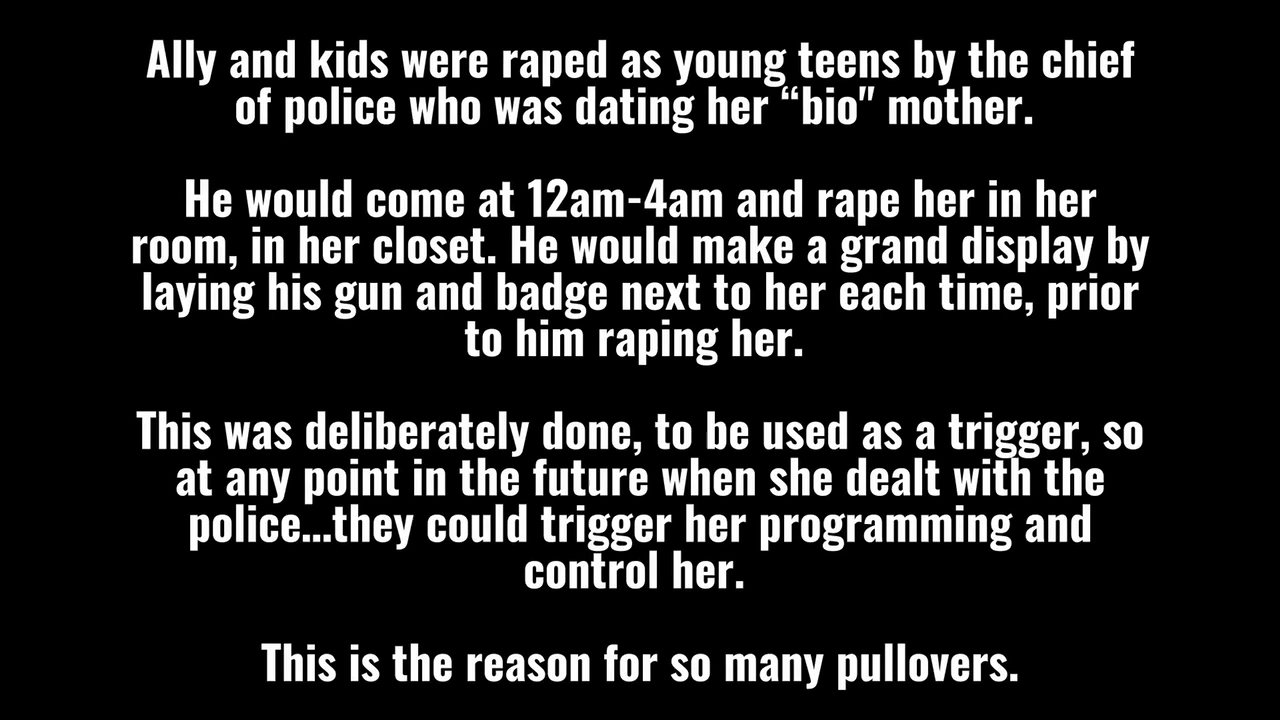 Ally and kids were raped as young teens by the chief
of police who was dating her “bio" mother.
He would come at 12am-4am and rape her in her
room, in her closet. He would make a grand display by
laying his gun and badge next to her each time, prior
to him raping her.
This was deliberately done, to be used as a trigger, so
at any point in the future when she dealt with the
police...they could trigger her programming and
control her.
This is the reason for so many pullovers.